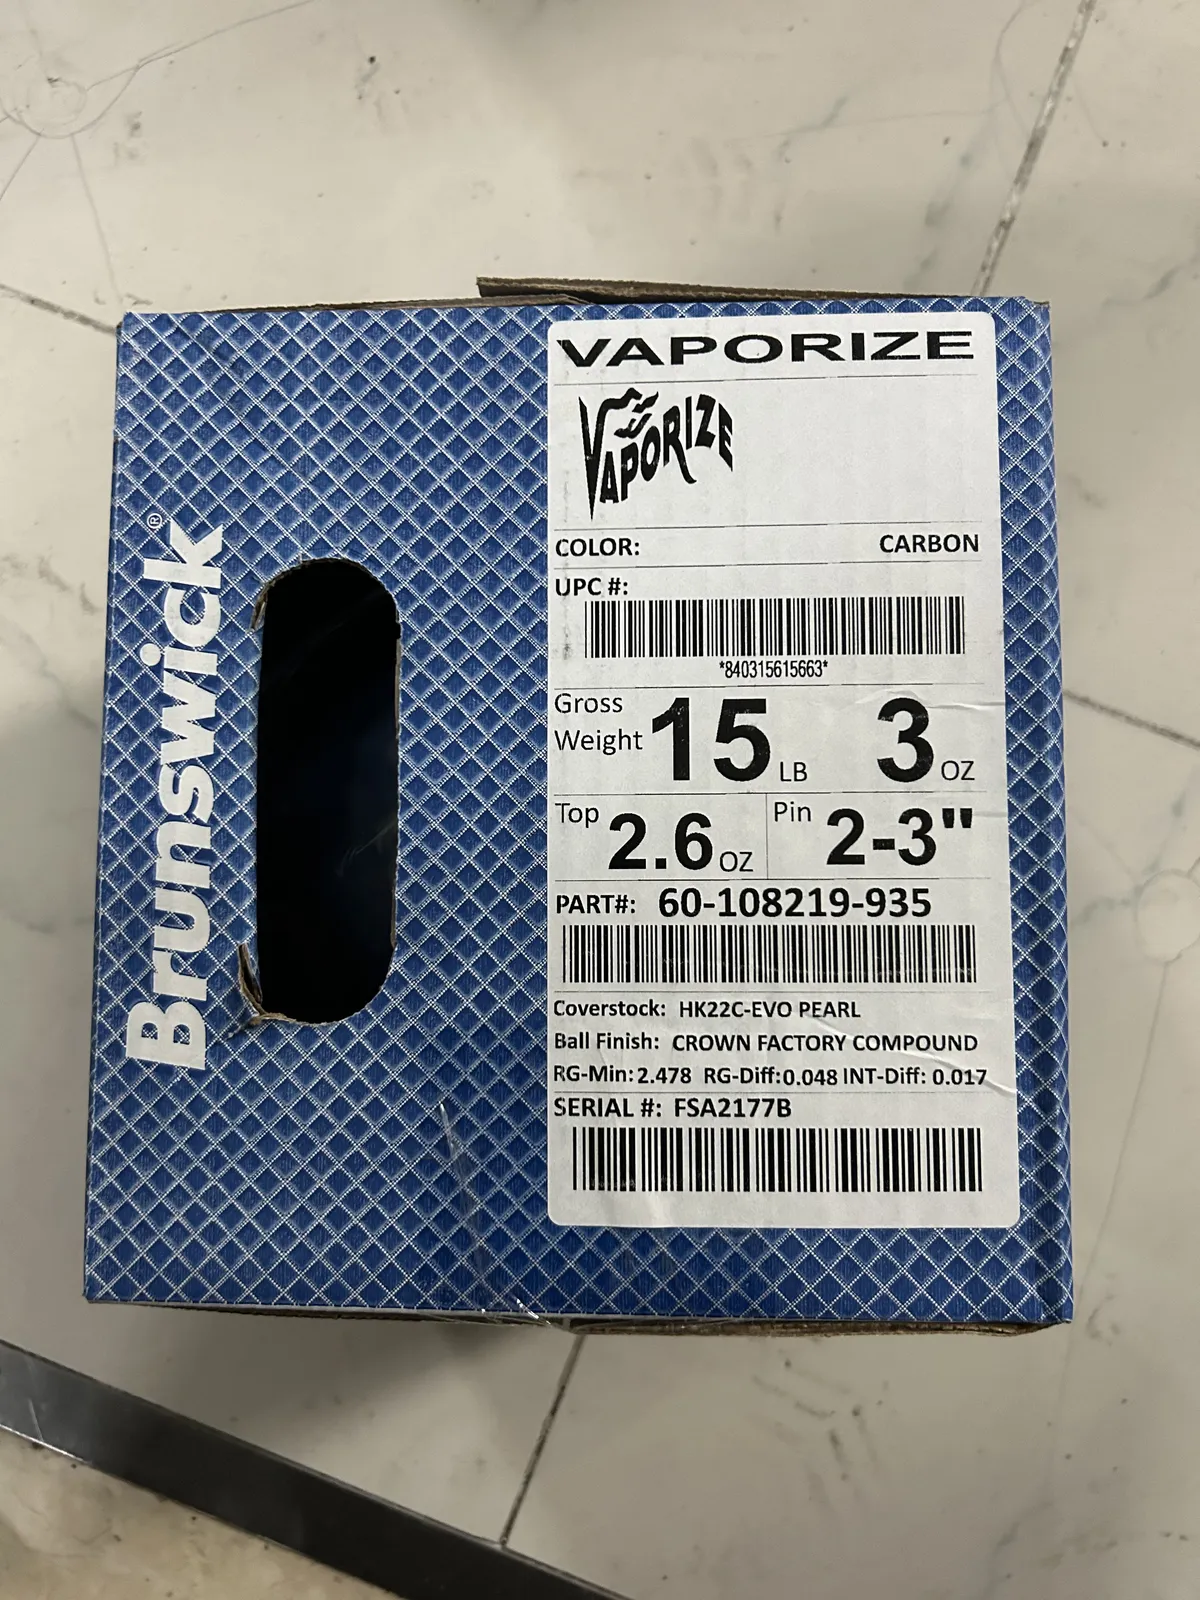 Brunswick®
VAPORIZE
VAPORIZE
COLOR: CARBON
UPC #:
*840315615663*
Gross Weight 15 LB 3 OZ
Top 2.6 OZ Pin 2-3"
PART#: 60-108219-935
Coverstock: HK22C-EVO PEARL
Ball Finish: CROWN FACTORY COMPOUND
RG-Min: 2.478 RG-Diff: 0.048 INT-Diff: 0.017
SERIAL #: FSA2177B